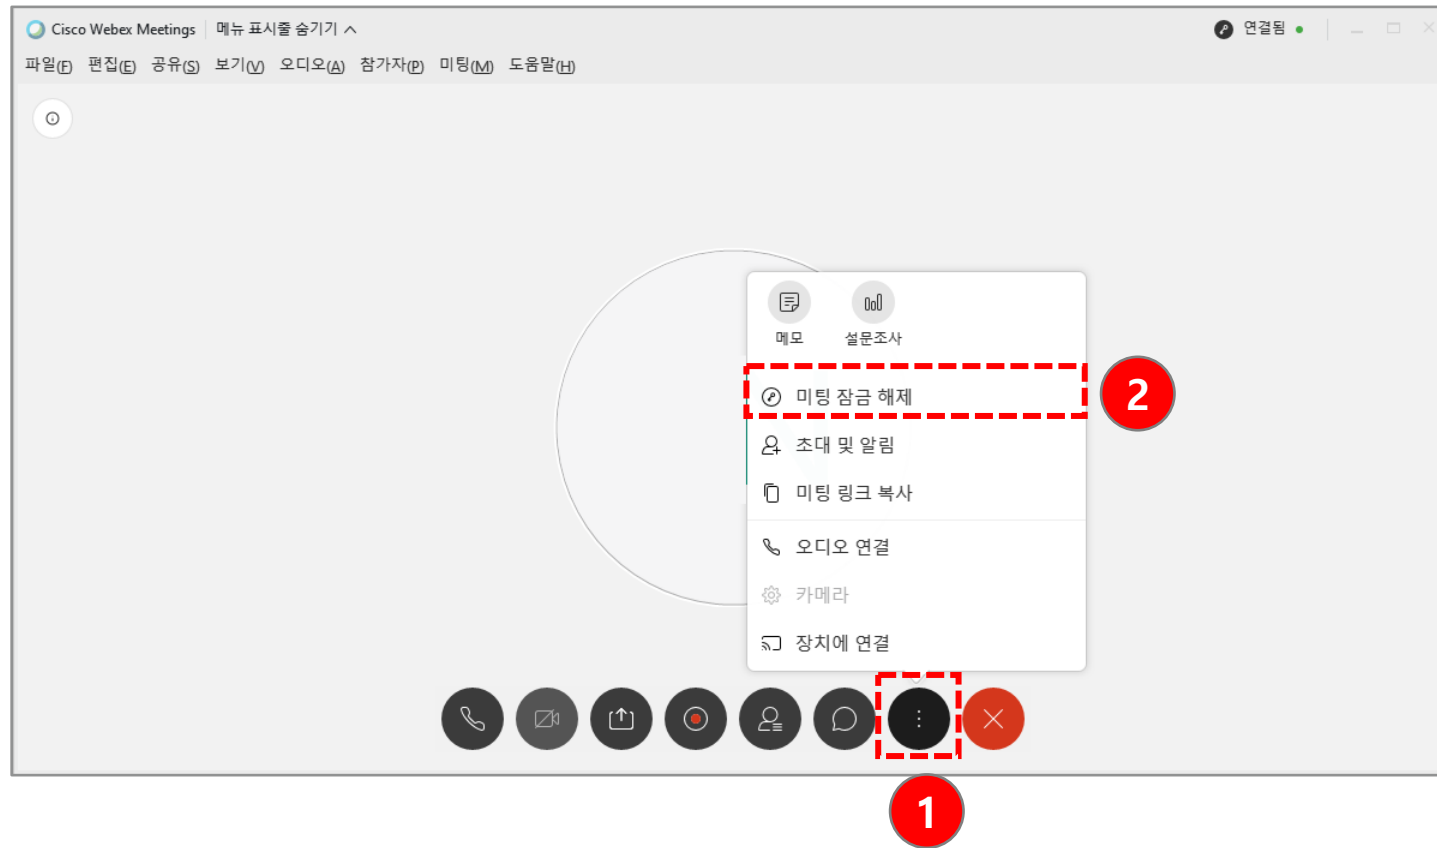 Cisco Webex Meetings 메뉴 표시줄 숨기기 연결됨
파일(F) 편집(E) 공유(S) 보기(V) 오디오(A) 참가자(P) 미팅(M) 도움말(H)
메모 설문조사
미팅 잠금 해제 2
초대 및 알림
미팅 링크 복사
오디오 연결
카메라
장치에 연결
1